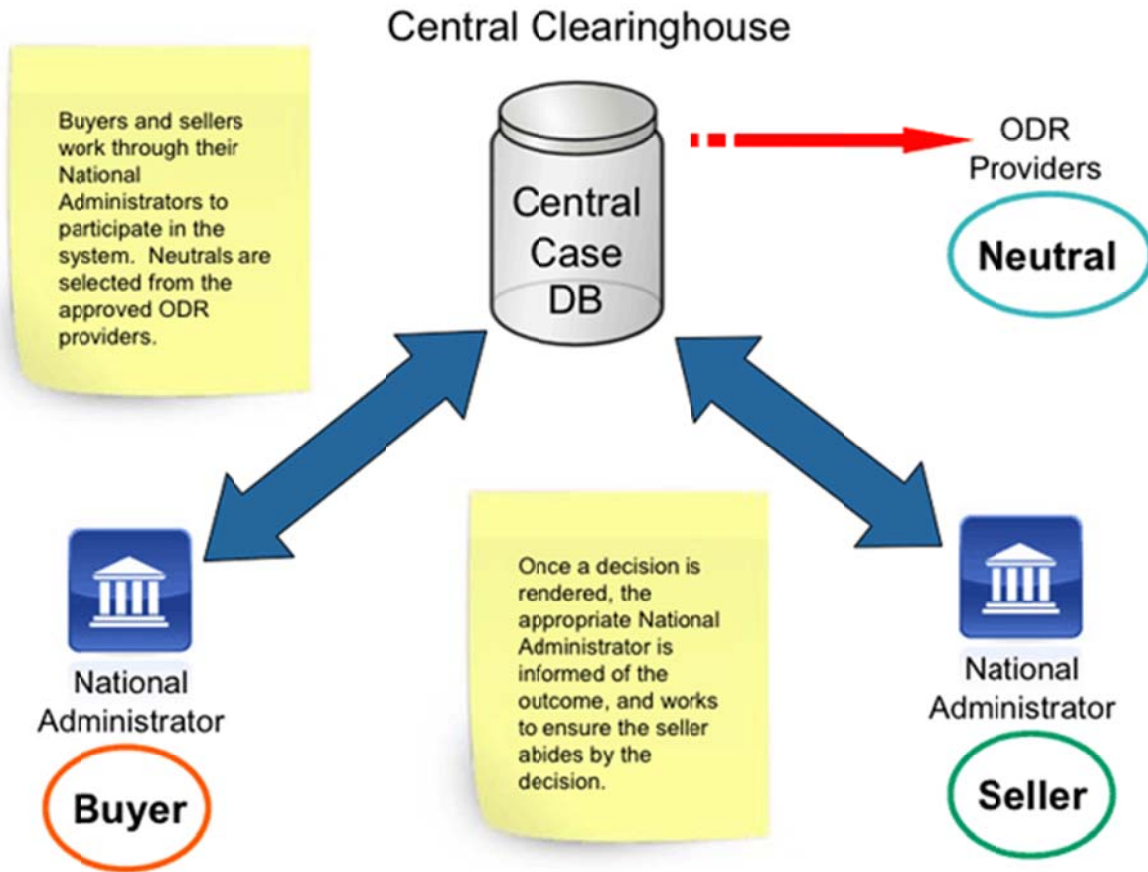 Central Clearinghouse
Buyers and sellers
work through their
National
Administrators to
participate in the
system.  Neutrals are
selected from the
approved ODR
providers.
Central
Case
DB
ODR
Providers
Neutral
National
Administrator
Buyer
Once a decision is
rendered, the
appropriate National
Administrator is
informed of the
outcome, and works
to ensure the seller
abides by the
decision.
National
Administrator
Seller